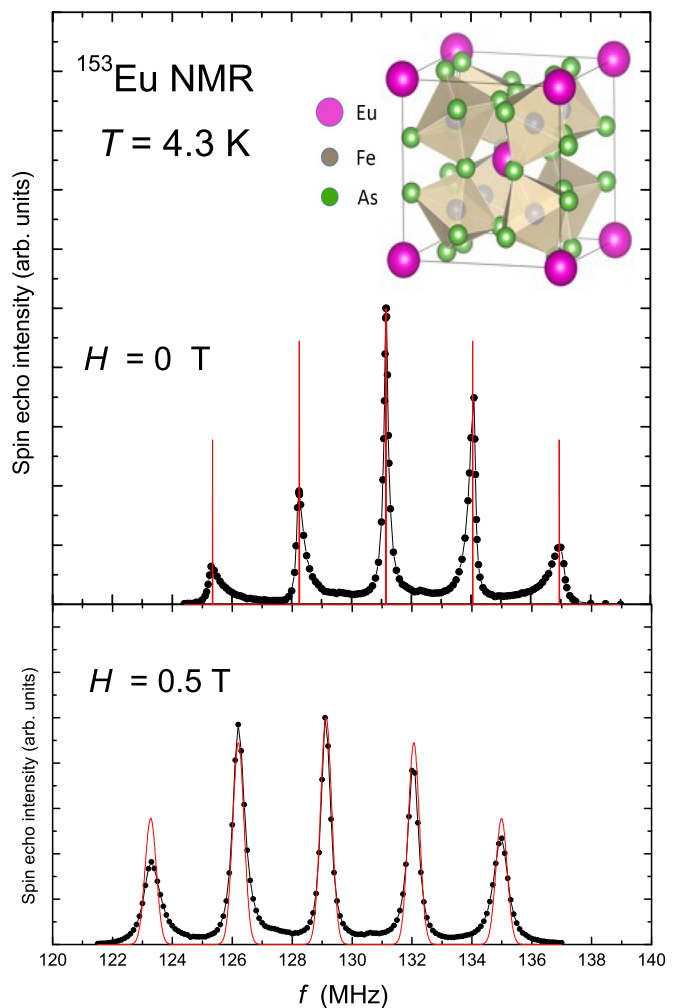 ¹⁵³Eu NMR
T = 4.3 K
Eu
Fe
As
H = 0 T
Spin echo intensity (arb. units)
H = 0.5 T
Spin echo intensity (arb. units)
120 122 124 126 128 130 132 134 136 138 140
f (MHz)